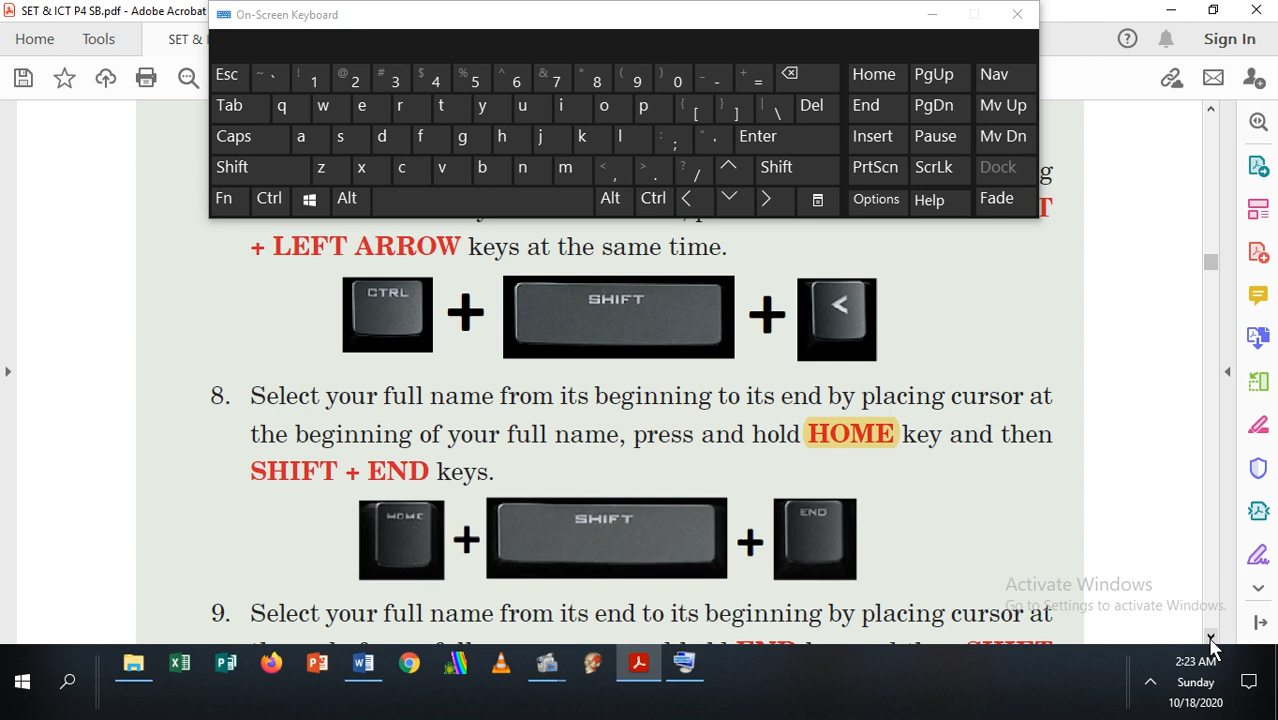 SET & ICT P4 SB.pdf - Adobe Acrobat
On-Screen Keyboard
Home Tools SET & I
Sign In
Esc ~ ` ! 1 @ 2 # 3 $ 4 % 5 ^ 6 & 7 * 8 ( 9 ) 0 _ - + = Home PgUp Nav
Tab q w e r t y u i o p { [ } ] | \ Del End PgDn Mv Up
Caps a s d f g h j k l : ; " ' Enter Insert Pause Mv Dn
Shift z x c v b n m < , > . ? / Shift PrtScn ScrLk Dock
Fn Ctrl Alt Alt Ctrl Options Help Fade
g
T
+ LEFT ARROW keys at the same time.
CTRL + SHIFT + <
8. Select your full name from its beginning to its end by placing cursor at
the beginning of your full name, press and hold HOME key and then
SHIFT + END keys.
HOME + SHIFT + END
Activate Windows
Go to Settings to activate Windows.
9. Select your full name from its end to its beginning by placing cursor at
2:23 AM
Sunday
10/18/2020